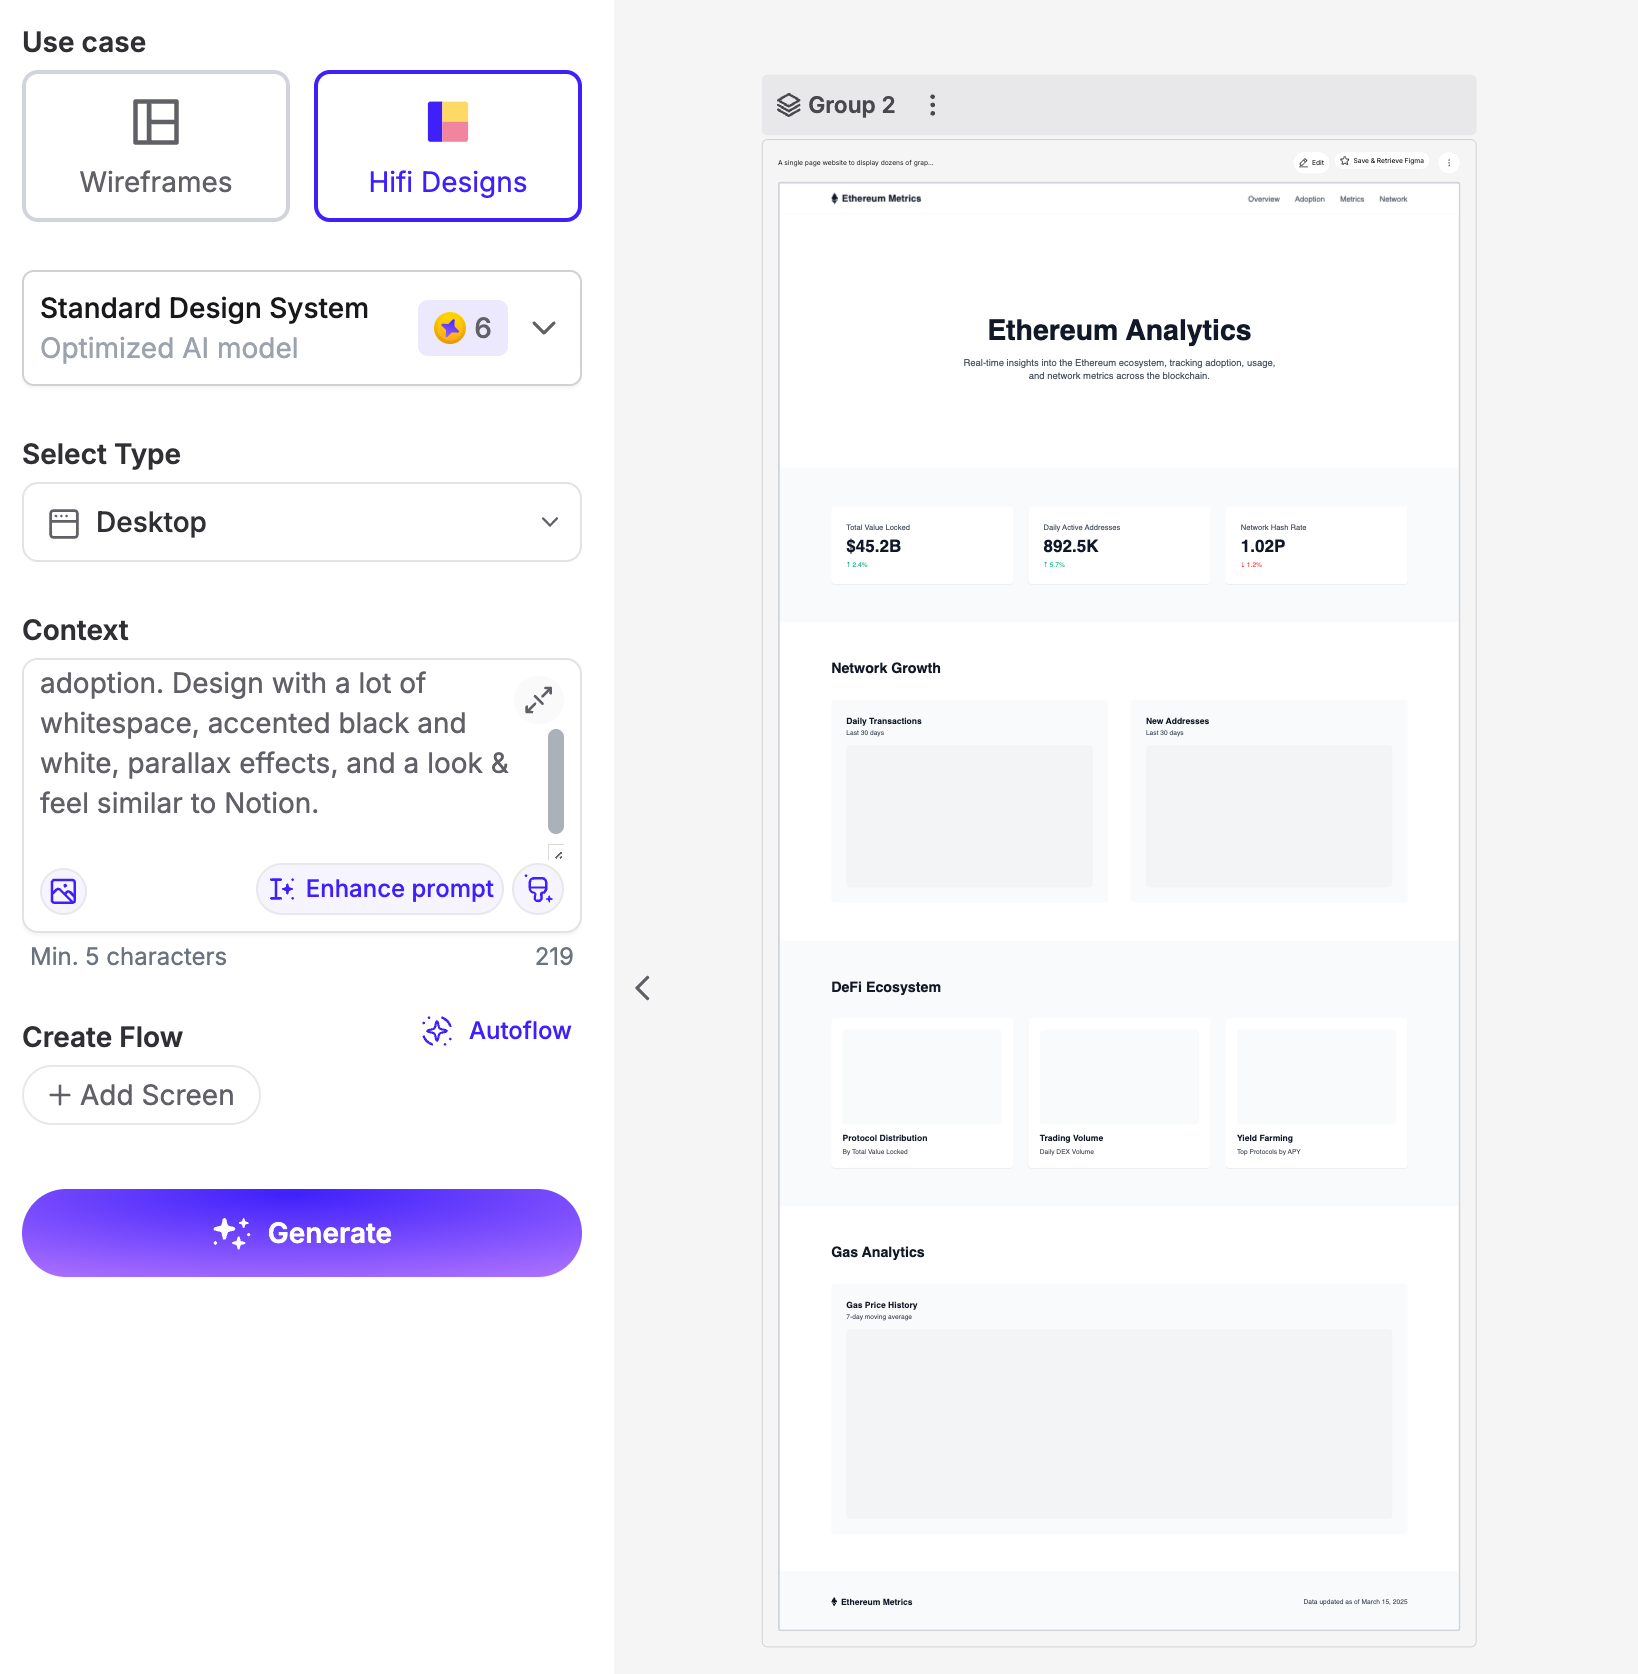 Use case
Wireframes
Hifi Designs
Standard Design System
Optimized AI model
6
Select Type
Desktop
Context
adoption. Design with a lot of
whitespace, accented black and
white, parallax effects, and a look &
feel similar to Notion.
Enhance prompt
Min. 5 characters
219
Create Flow
Autoflow
+ Add Screen
Generate
Group 2
A single page website to display dozens of grap...
Edit
Save & Retrieve Figma
Ethereum Metrics
Overview
Adoption
Metrics
Network
Ethereum Analytics
Real-time insights into the Ethereum ecosystem, tracking adoption, usage,
and network metrics across the blockchain.
Total Value Locked
$45.2B
↑ 2.4%
Daily Active Addresses
892.5K
↑ 5.7%
Network Hash Rate
1.02P
↓ 1.2%
Network Growth
Daily Transactions
Last 30 days
New Addresses
Last 30 days
DeFi Ecosystem
Protocol Distribution
By Total Value Locked
Trading Volume
Daily DEX Volume
Yield Farming
Top Protocols by APY
Gas Analytics
Gas Price History
7-day moving average
Ethereum Metrics
Data updated as of March 15, 2025